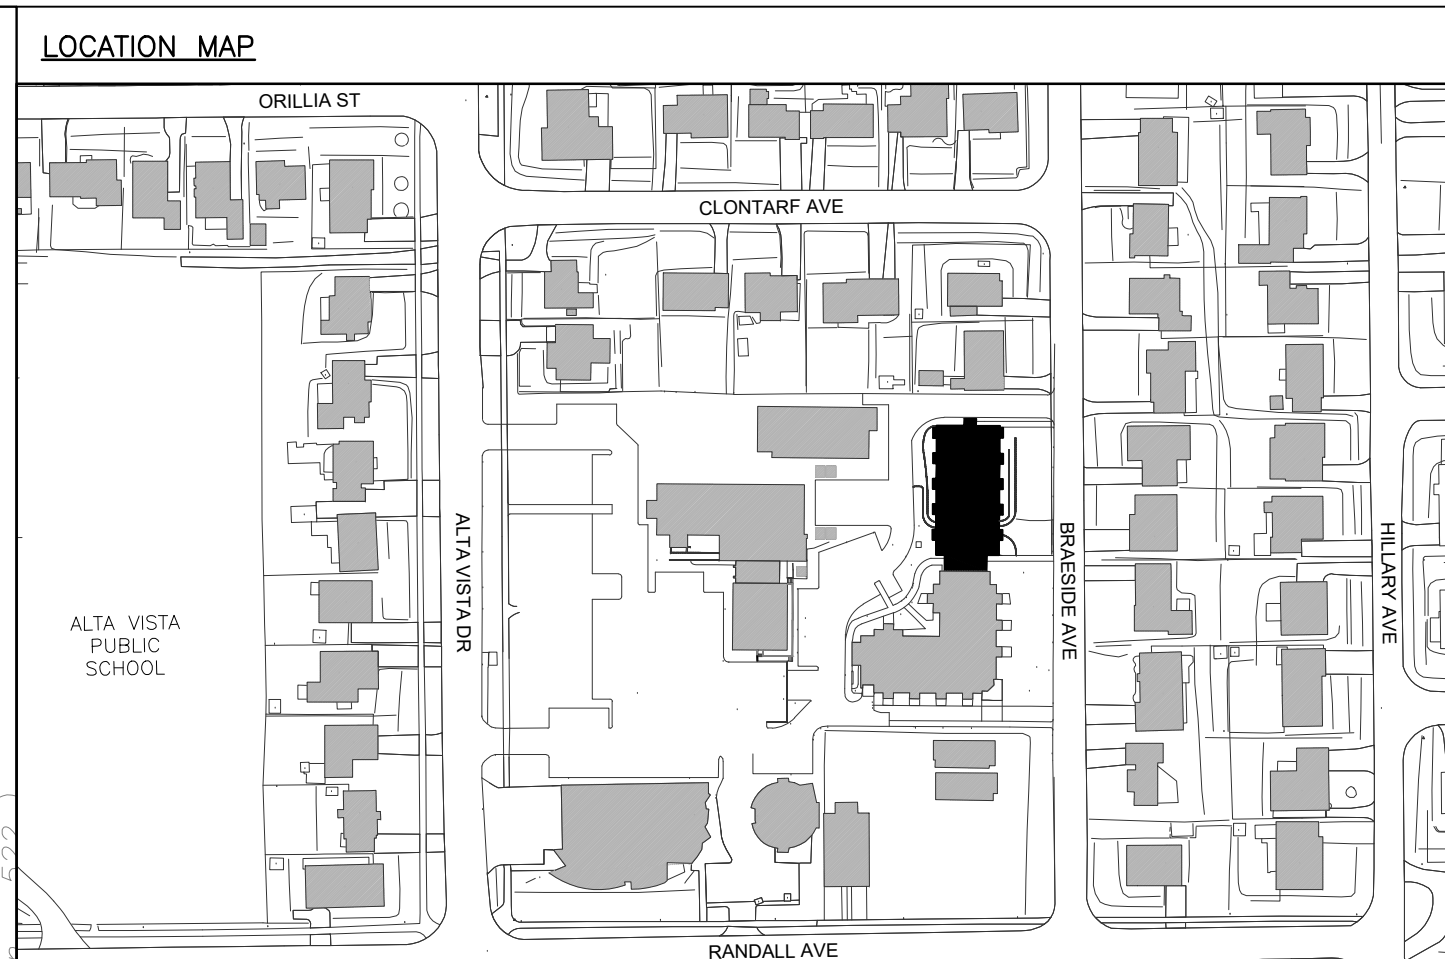 LOCATION MAP
ORILLIA ST
CLONTARF AVE
ALTA VISTA DR
BRAESIDE AVE
HILLARY AVE
ALTA VISTA
PUBLIC
SCHOOL
522
RANDALL AVE